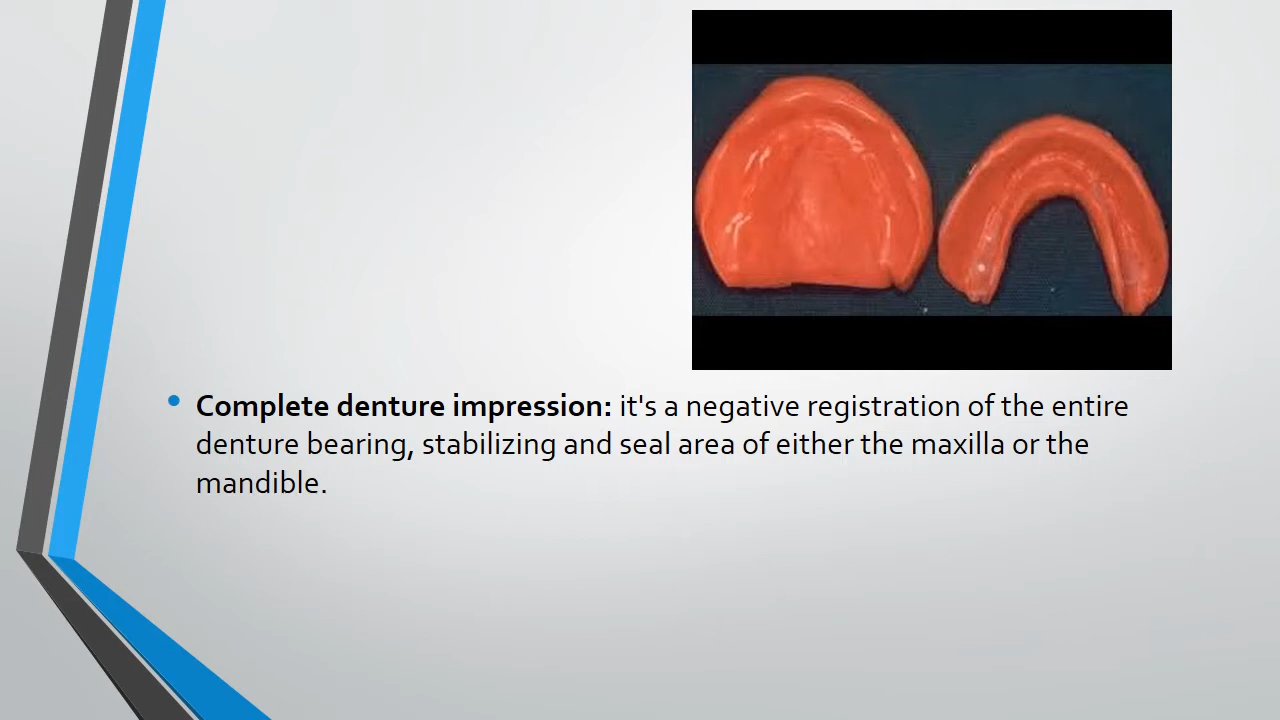 Complete denture impression: it's a negative registration of the entire
denture bearing, stabilizing and seal area of either the maxilla or the
mandible.